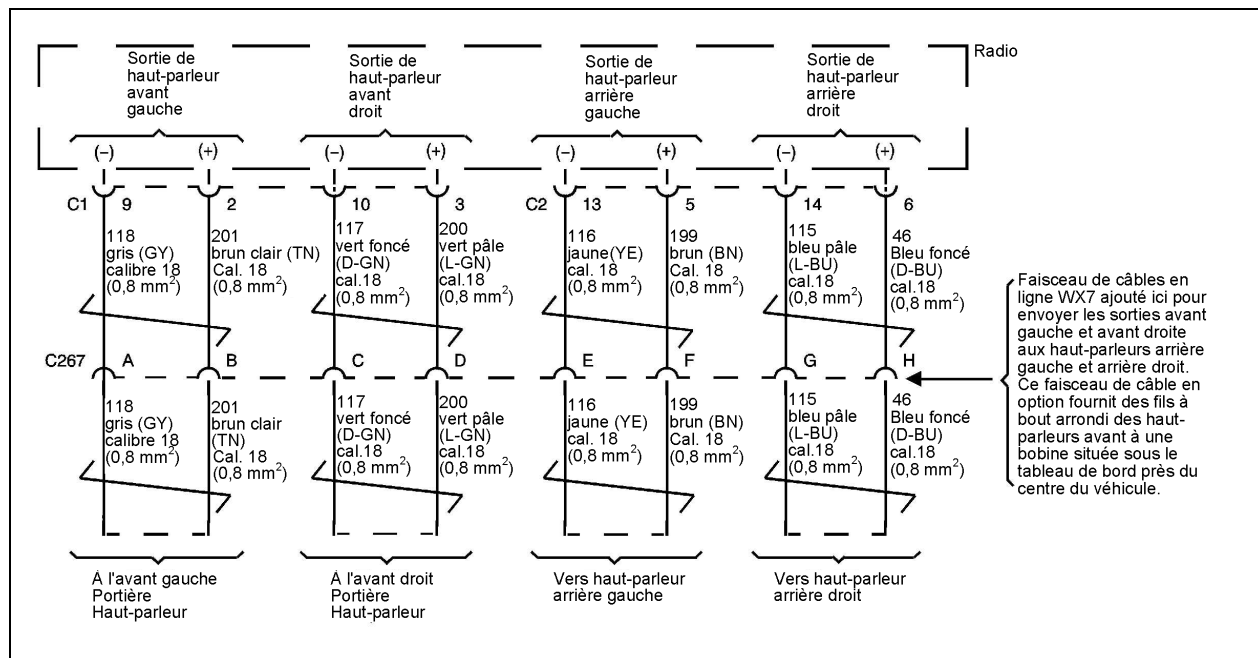 Radio
Sortie de
haut-parleur
avant
gauche
Sortie de
haut-parleur
avant
droit
Sortie de
haut-parleur
arrière
gauche
Sortie de
haut-parleur
arrière
droit
(–) (+) (–) (+) (–) (+) (–) (+)
C1 9 2 10 3 C2 13 5 14 6
118
gris (GY)
calibre 18
(0,8 mm²)
201
brun clair (TN)
Cal. 18
(0,8 mm²)
117
vert foncé
(D-GN)
cal.18
(0,8 mm²)
200
vert pâle
(L-GN)
cal.18
(0,8 mm²)
116
jaune(YE)
cal. 18
(0,8 mm²)
199
brun (BN)
Cal. 18
(0,8 mm²)
115
bleu pâle
(L-BU)
cal.18
(0,8 mm²)
46
Bleu foncé
(D-BU)
cal.18
(0,8 mm²)
C267 A B C D E F G H
118
gris (GY)
calibre 18
(0,8 mm²)
201
brun clair
(TN)
Cal. 18
(0,8 mm²)
117
vert foncé
(D-GN)
cal.18
(0,8 mm²)
200
vert pâle
(L-GN)
cal.18
(0,8 mm²)
116
jaune (YE)
cal. 18
(0,8 mm²)
199
brun (BN)
Cal. 18
(0,8 mm²)
115
bleu pâle
(L-BU)
cal.18
(0,8 mm²)
46
Bleu foncé
(D-BU)
cal.18
(0,8 mm²)
Faisceau de câbles en
ligne WX7 ajouté ici pour
envoyer les sorties avant
gauche et avant droite
aux haut-parleurs arrière
gauche et arrière droit.
Ce faisceau de câble en
option fournit des fils à
bout arrondi des haut-
parleurs avant à une
bobine située sous le
tableau de bord près du
centre du véhicule.
À l'avant gauche
Portière
Haut-parleur
À l'avant droit
Portière
Haut-parleur
Vers haut-parleur
arrière gauche
Vers haut-parleur
arrière droit